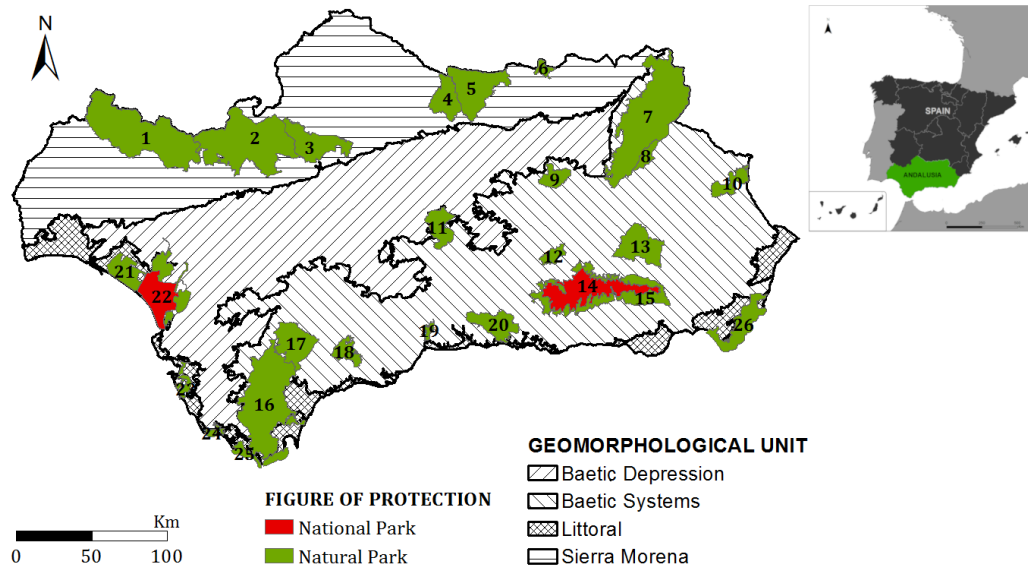 N
SPAIN
ANDALUSIA
1
2
3
4
5
6
7
8
9
10
11
12
13
14
15
16
17
18
19
20
21
22
24
25
26
GEOMORPHOLOGICAL UNIT
Baetic Depression
Baetic Systems
Littoral
Sierra Morena
FIGURE OF PROTECTION
National Park
Natural Park
Km
0 50 100